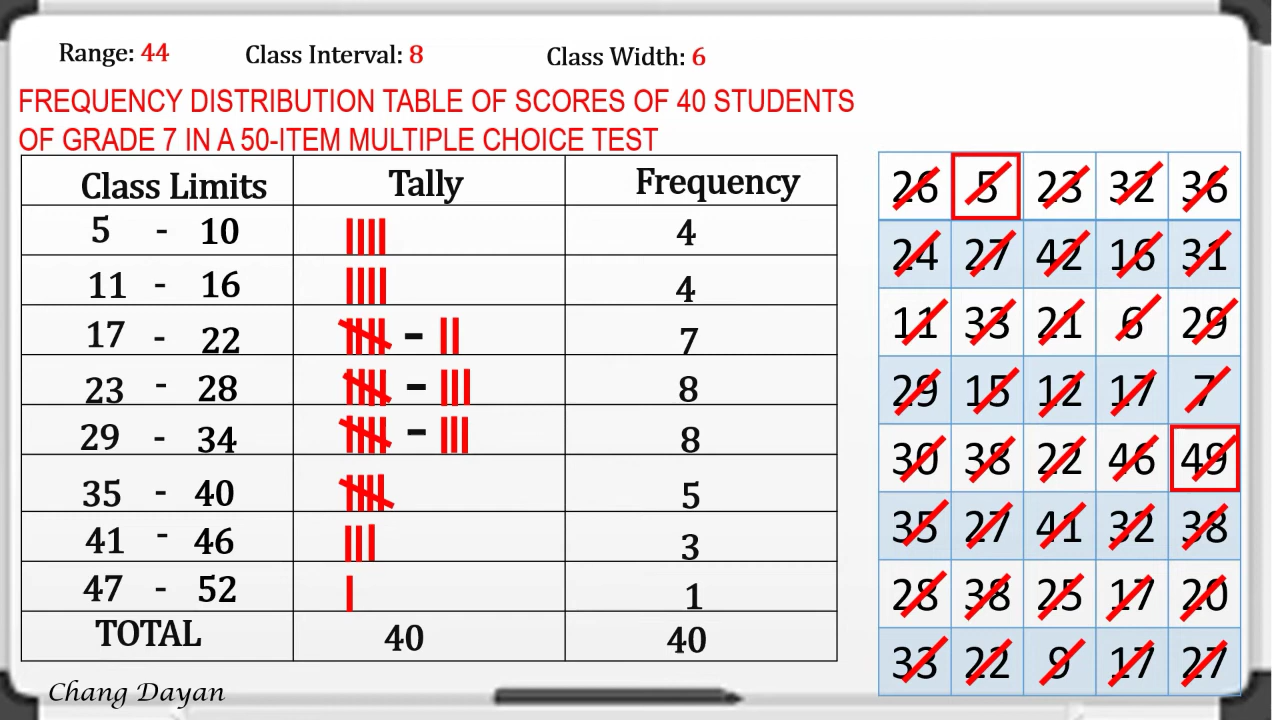 Range: 44 Class Interval: 8 Class Width: 6
FREQUENCY DISTRIBUTION TABLE OF SCORES OF 40 STUDENTS
OF GRADE 7 IN A 50-ITEM MULTIPLE CHOICE TEST
Class Limits Tally Frequency
5 - 10 4
11 - 16 4
17 - 22 - 7
23 - 28 - 8
29 - 34 - 8
35 - 40 5
41 - 46 3
47 - 52 1
TOTAL 40 40
26 5 23 32 36
24 27 42 16 31
11 33 21 6 29
29 15 12 17 7
30 38 22 46 49
35 27 41 32 38
28 38 25 17 20
33 22 9 17 27
Chang Dayan